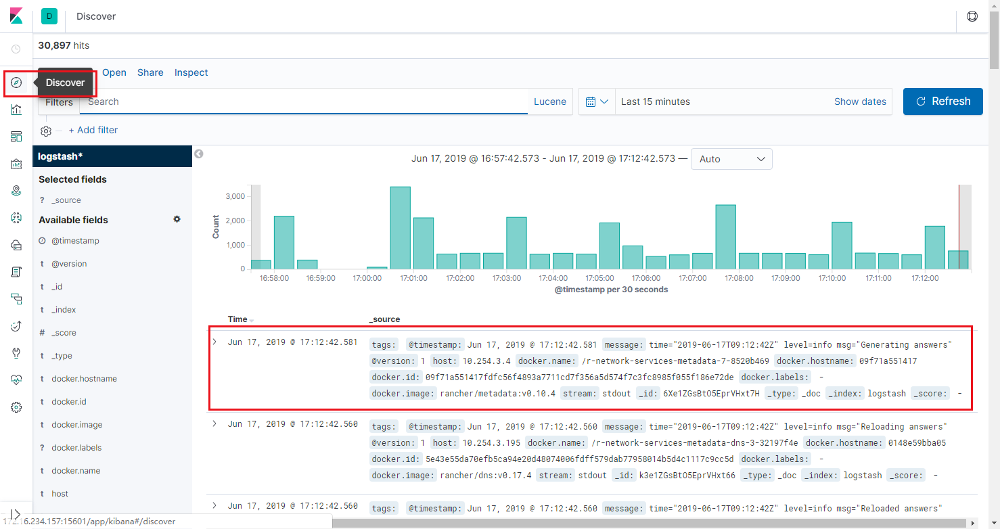 D Discover
30,897 hits
Open Share Inspect
Discover
Filters Search Lucene Last 15 minutes Show dates Refresh
+ Add filter
logstash*
Selected fields
? _source
Available fields
@timestamp
t @version
t _id
t _index
# _score
t _type
t docker.hostname
t docker.id
t docker.image
? docker.labels
t docker.name
t host
Jun 17, 2019 @ 16:57:42.573 - Jun 17, 2019 @ 17:12:42.573 — Auto
Count
3,000
2,000
1,000
0
16:58:00 16:59:00 17:00:00 17:01:00 17:02:00 17:03:00 17:04:00 17:05:00 17:06:00 17:07:00 17:08:00 17:09:00 17:10:00 17:11:00 17:12:00
@timestamp per 30 seconds
Time _source
Jun 17, 2019 @ 17:12:42.581 tags: @timestamp: Jun 17, 2019 @ 17:12:42.581 message: time="2019-06-17T09:12:42Z" level=info msg="Generating answers"
@version: 1 host: 10.254.3.4 docker.name: /r-network-services-metadata-7-8520b469 docker.hostname: 09f71a551417
docker.id: 09f71a551417fdfc56f4893a7711cd7f356a5d574f7c3fc8985f055f186e72de docker.labels: -
docker.image: rancher/metadata:v0.10.4 stream: stdout _id: 6Xe1ZGsBtO5EprVHxt7H _type: _doc _index: logstash _score: -
Jun 17, 2019 @ 17:12:42.560 tags: @timestamp: Jun 17, 2019 @ 17:12:42.560 message: time="2019-06-17T09:12:42Z" level=info msg="Reloading answers"
@version: 1 host: 10.254.3.195 docker.name: /r-network-services-metadata-dns-3-32197f4e docker.hostname: 0148e59bba05
docker.id: 5e43e55da70efb5ca94e20d48074006fdff579dab77958014b5d4c1117c9cc5d docker.labels: -
docker.image: rancher/dns:v0.17.4 stream: stdout _id: k3e1ZGsBtO5EprVHxt66 _type: _doc _index: logstash _score: -
Jun 17, 2019 @ 17:12:42.560 tags: @timestamp: Jun 17, 2019 @ 17:12:42.560 message: time="2019-06-17T09:12:42Z" level=info msg="Reloaded answers"
172.16.234.157:15601/app/kibana#/discover